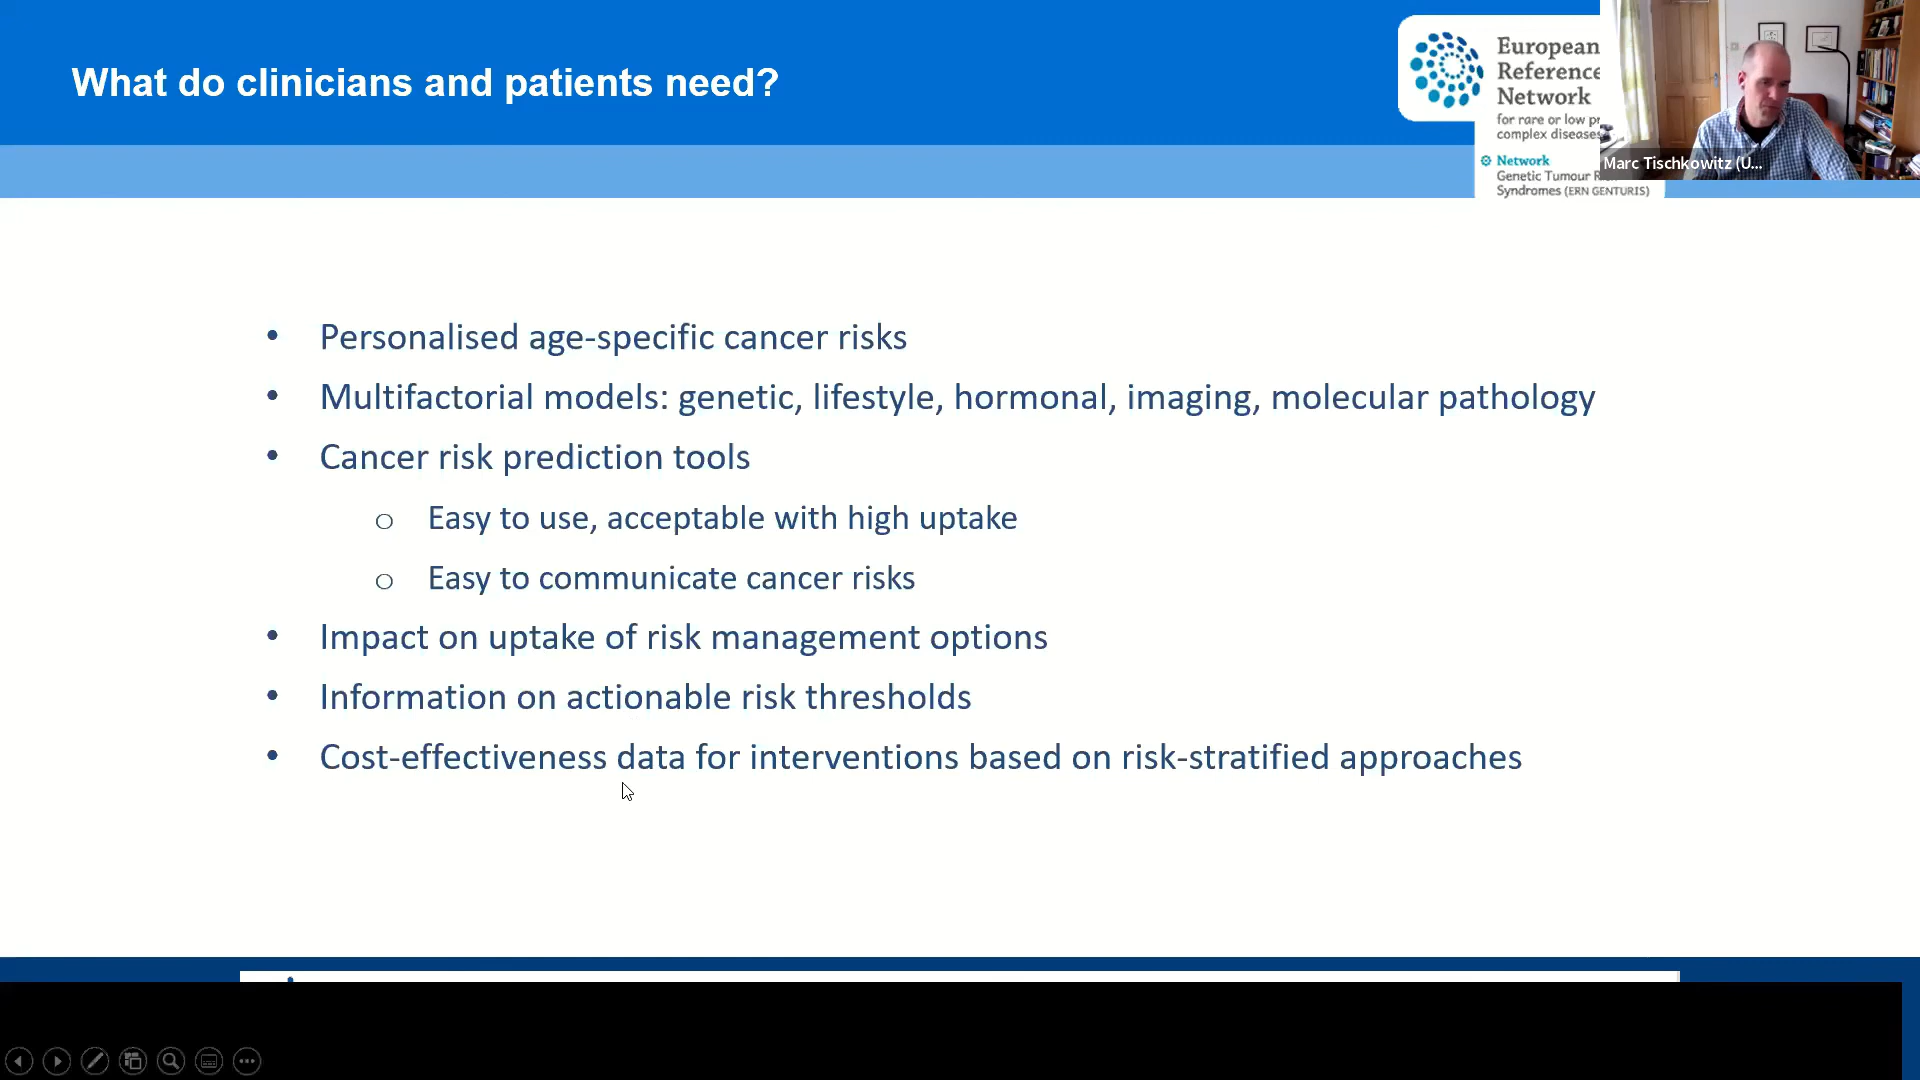 What do clinicians and patients need?
European
Reference
Network
for rare or low pr
complex diseases
Network
Genetic Tumour R
Syndromes (ERN GENTURIS)
Marc Tischkowitz (U...
• Personalised age-specific cancer risks
• Multifactorial models: genetic, lifestyle, hormonal, imaging, molecular pathology
• Cancer risk prediction tools
o Easy to use, acceptable with high uptake
o Easy to communicate cancer risks
• Impact on uptake of risk management options
• Information on actionable risk thresholds
• Cost-effectiveness data for interventions based on risk-stratified approaches